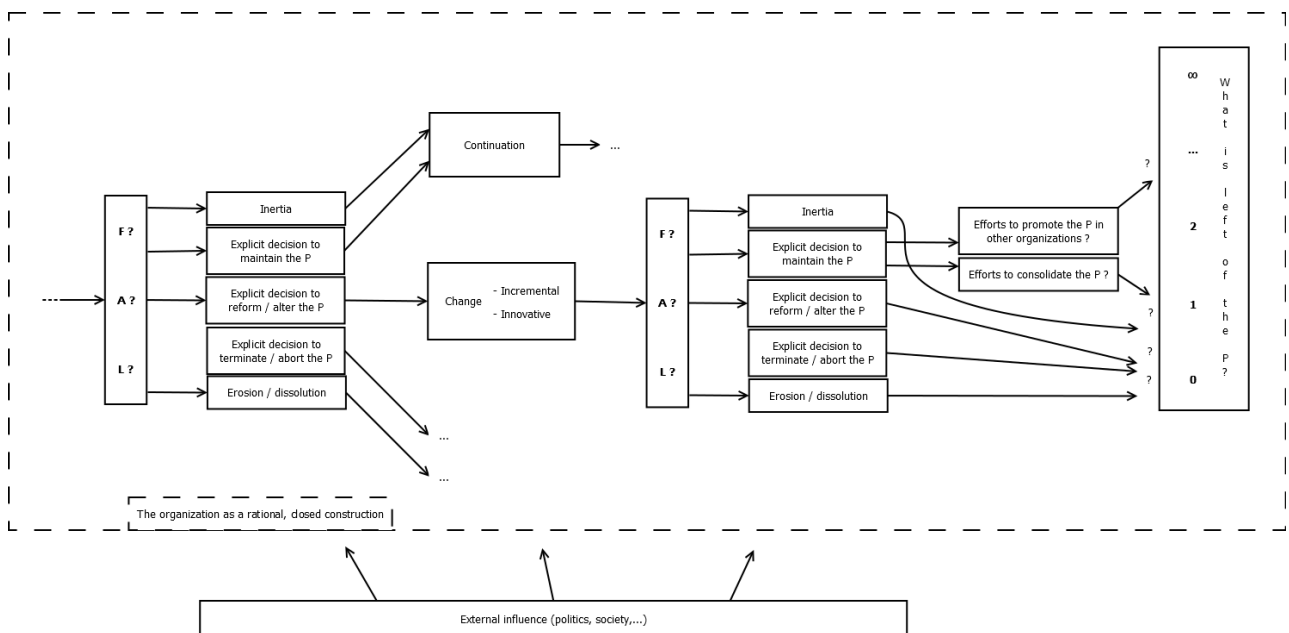 Continuation
...
F ?
A ?
L ?
Inertia
Explicit decision to
maintain the P
Explicit decision to
reform / alter the P
Explicit decision to
terminate / abort the P
Erosion / dissolution
Change
- Incremental
- Innovative
...
...
F ?
A ?
L ?
Inertia
Explicit decision to
maintain the P
Explicit decision to
reform / alter the P
Explicit decision to
terminate / abort the P
Erosion / dissolution
Efforts to promote the P in
other organizations ?
Efforts to consolidate the P ?
?
?
?
?
∞
...
2
1
0
What is left of the P?
The organization as a rational, closed construction
External influence (politics, society,...)